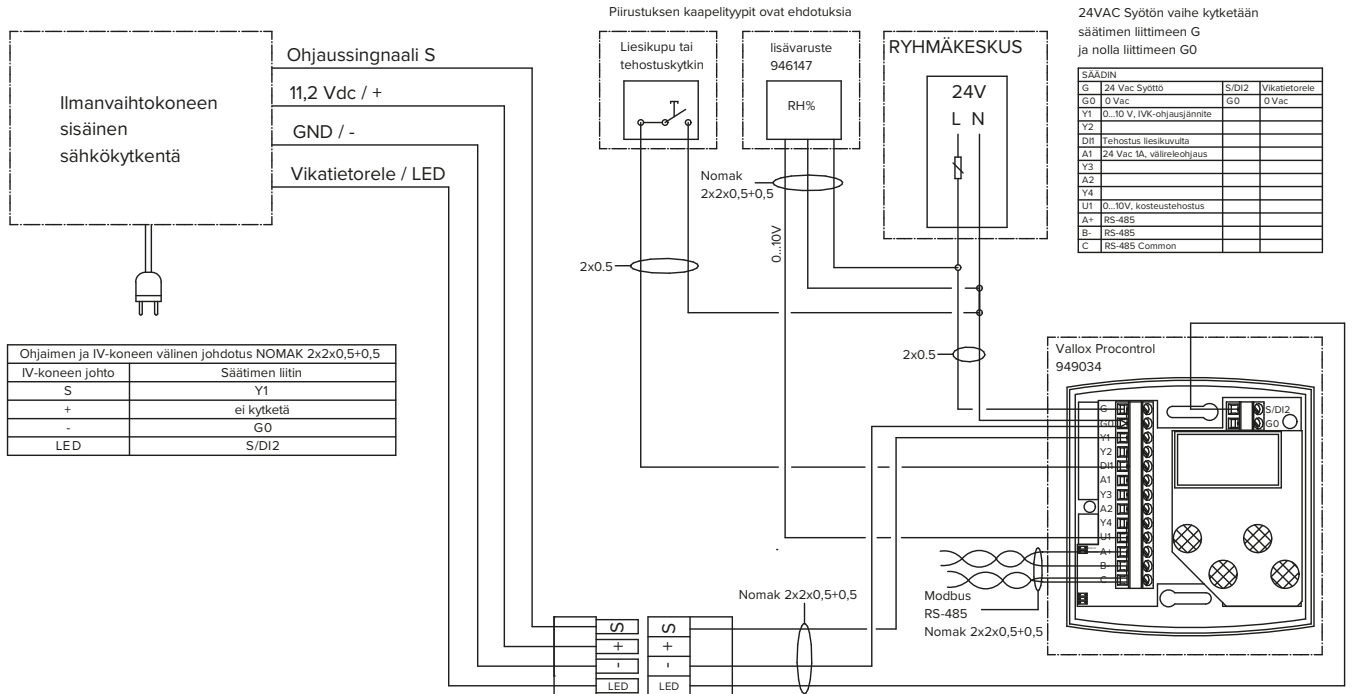 Piirustuksen kaapelityypit ovat ehdotuksia
Ilmanvaihtokoneen
sisäinen
sähkökytkentä
Ohjaussingnaali S
11,2 Vdc / +
GND / -
Vikatietorele / LED
Liesikupu tai
tehostuskytkin
lisävaruste
946147
RH%
RYHMÄKESKUS
24V
L N
24VAC Syötön vaihe kytketään
säätimen liittimeen G
ja nolla liittimeen G0
SÄÄDIN
G 24 Vac Syöttö S/DI2 Vikatietorele
G0 0 Vac G0 0 Vac
Y1 0...10 V, IVK-ohjausjännite
Y2
DI1 Tehostus liesikuvulta
A1 24 Vac 1A, välireleohjaus
Y3
A2
Y4
U1 0...10V, kosteustehostus
A+ RS-485
B- RS-485
C RS-485 Common
Nomak
2x2x0,5+0,5
0...10V
2x0.5
2x0.5
Ohjaimen ja IV-koneen välinen johdotus NOMAK 2x2x0,5+0,5
IV-koneen johto Säätimen liitin
S Y1
+ ei kytketä
- G0
LED S/DI2
Vallox Procontrol
949034
G
G0
Y1
Y2
DI1
A1
Y3
A2
Y4
U1
A+
B-
C
S/DI2
G0
Modbus
RS-485
Nomak 2x2x0,5+0,5
Nomak 2x2x0,5+0,5
S S
+ +
- -
LED LED